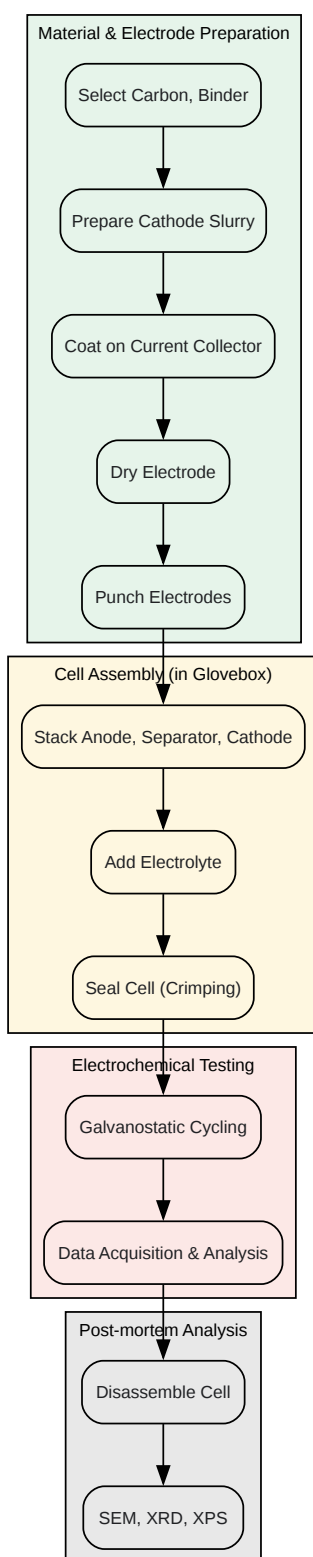 Material & Electrode Preparation
Select Carbon, Binder
Prepare Cathode Slurry
Coat on Current Collector
Dry Electrode
Punch Electrodes
Cell Assembly (in Glovebox)
Stack Anode, Separator, Cathode
Add Electrolyte
Seal Cell (Crimping)
Electrochemical Testing
Galvanostatic Cycling
Data Acquisition & Analysis
Post-mortem Analysis
Disassemble Cell
SEM, XRD, XPS